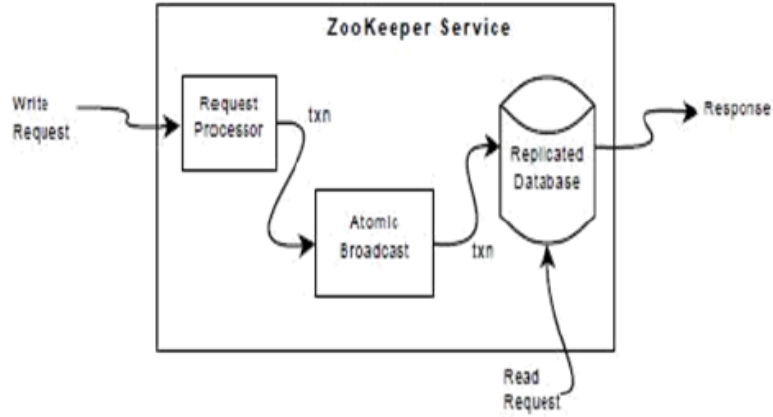 ZooKeeper Service
Write
Request
Request
Processor
txn
Atomic
Broadcast
txn
Replicated
Database
Response
Read
Request